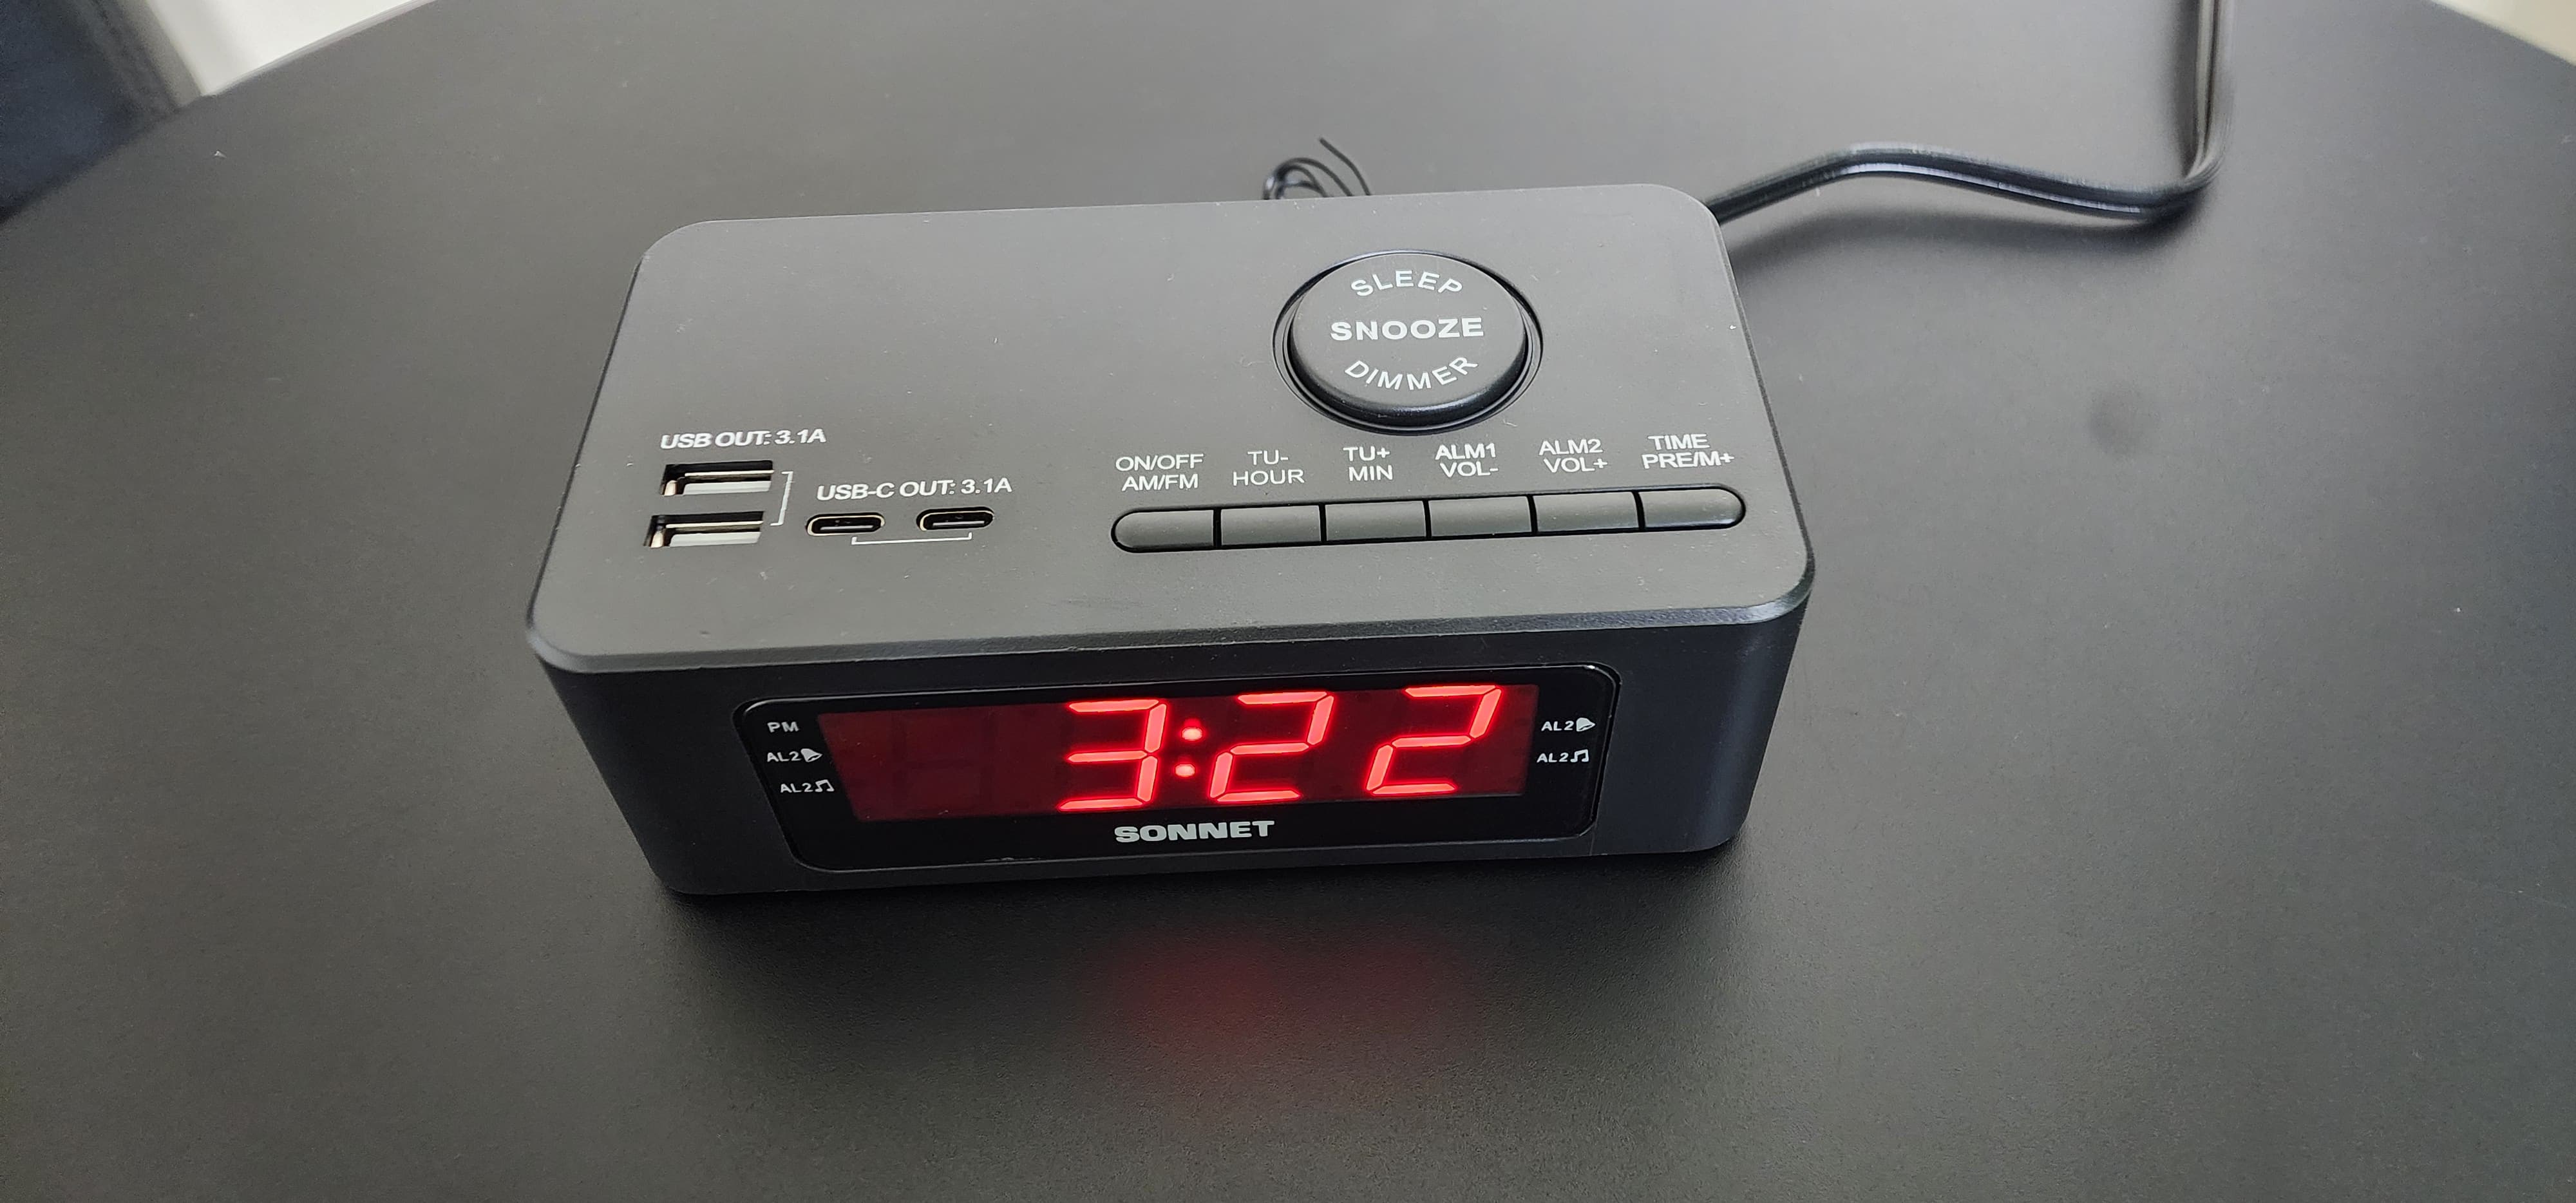 SLEEP
SNOOZE
DIMMER
USB OUT: 3.1A
USB-C OUT: 3.1A
ON/OFF
AM/FM
TU-
HOUR
TU+
MIN
ALM1
VOL-
ALM2
VOL+
TIME
PRE/M+
PM
AL2
AL2
3:22
AL2
AL2
SONNET